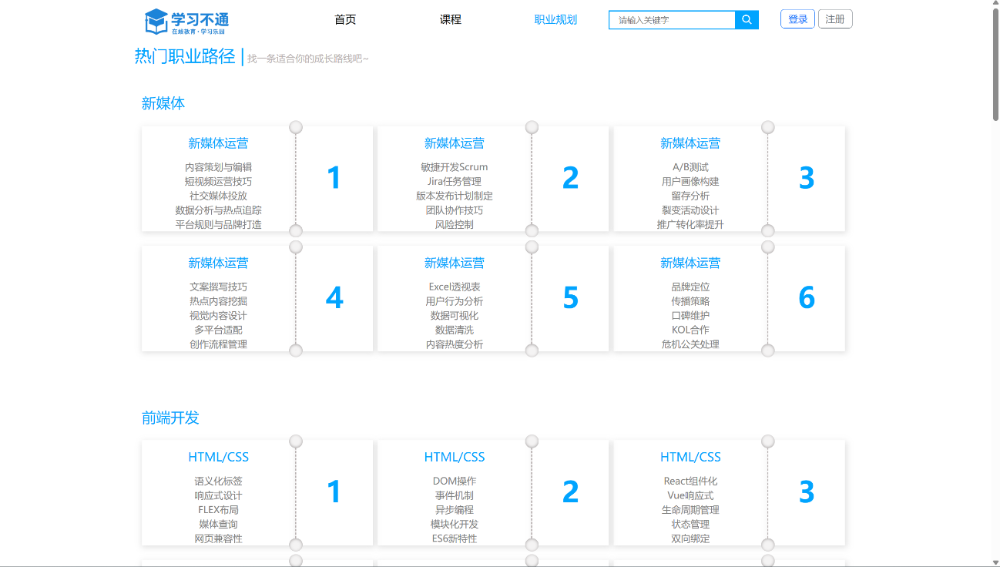 学习不通
在线教育·学习乐园
首页
课程
职业规划
请输入关键字
登录
注册
热门职业路径
找一条适合你的成长路线吧~
新媒体
新媒体运营
内容策划与编辑
短视频运营技巧
社交媒体投放
数据分析与热点追踪
平台规则与品牌打造
1
新媒体运营
敏捷开发Scrum
Jira任务管理
版本发布计划制定
团队协作技巧
风险控制
2
新媒体运营
A/B测试
用户画像构建
留存分析
裂变活动设计
推广转化率提升
3
新媒体运营
文案撰写技巧
热点内容挖掘
视觉内容设计
多平台适配
创作流程管理
4
新媒体运营
Excel透视表
用户行为分析
数据可视化
数据清洗
内容热度分析
5
新媒体运营
品牌定位
传播策略
口碑维护
KOL合作
危机公关处理
6
前端开发
HTML/CSS
语义化标签
响应式设计
FLEX布局
媒体查询
网页兼容性
1
HTML/CSS
DOM操作
事件机制
异步编程
模块化开发
ES6新特性
2
HTML/CSS
React组件化
Vue响应式
生命周期管理
状态管理
双向绑定
3